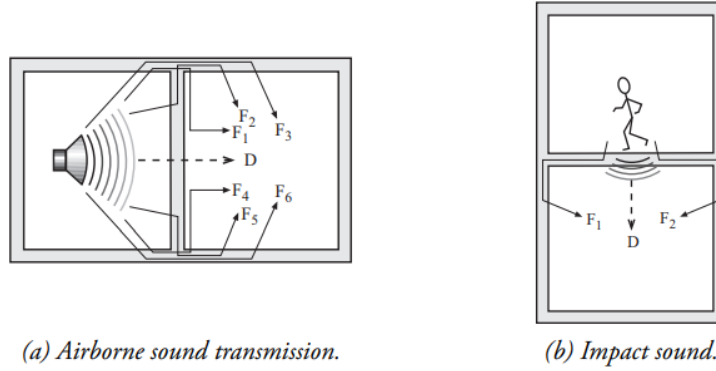 F2
F1
F3
D
F4
F6
F5
F1
F2
D
(a) Airborne sound transmission.
(b) Impact sound.